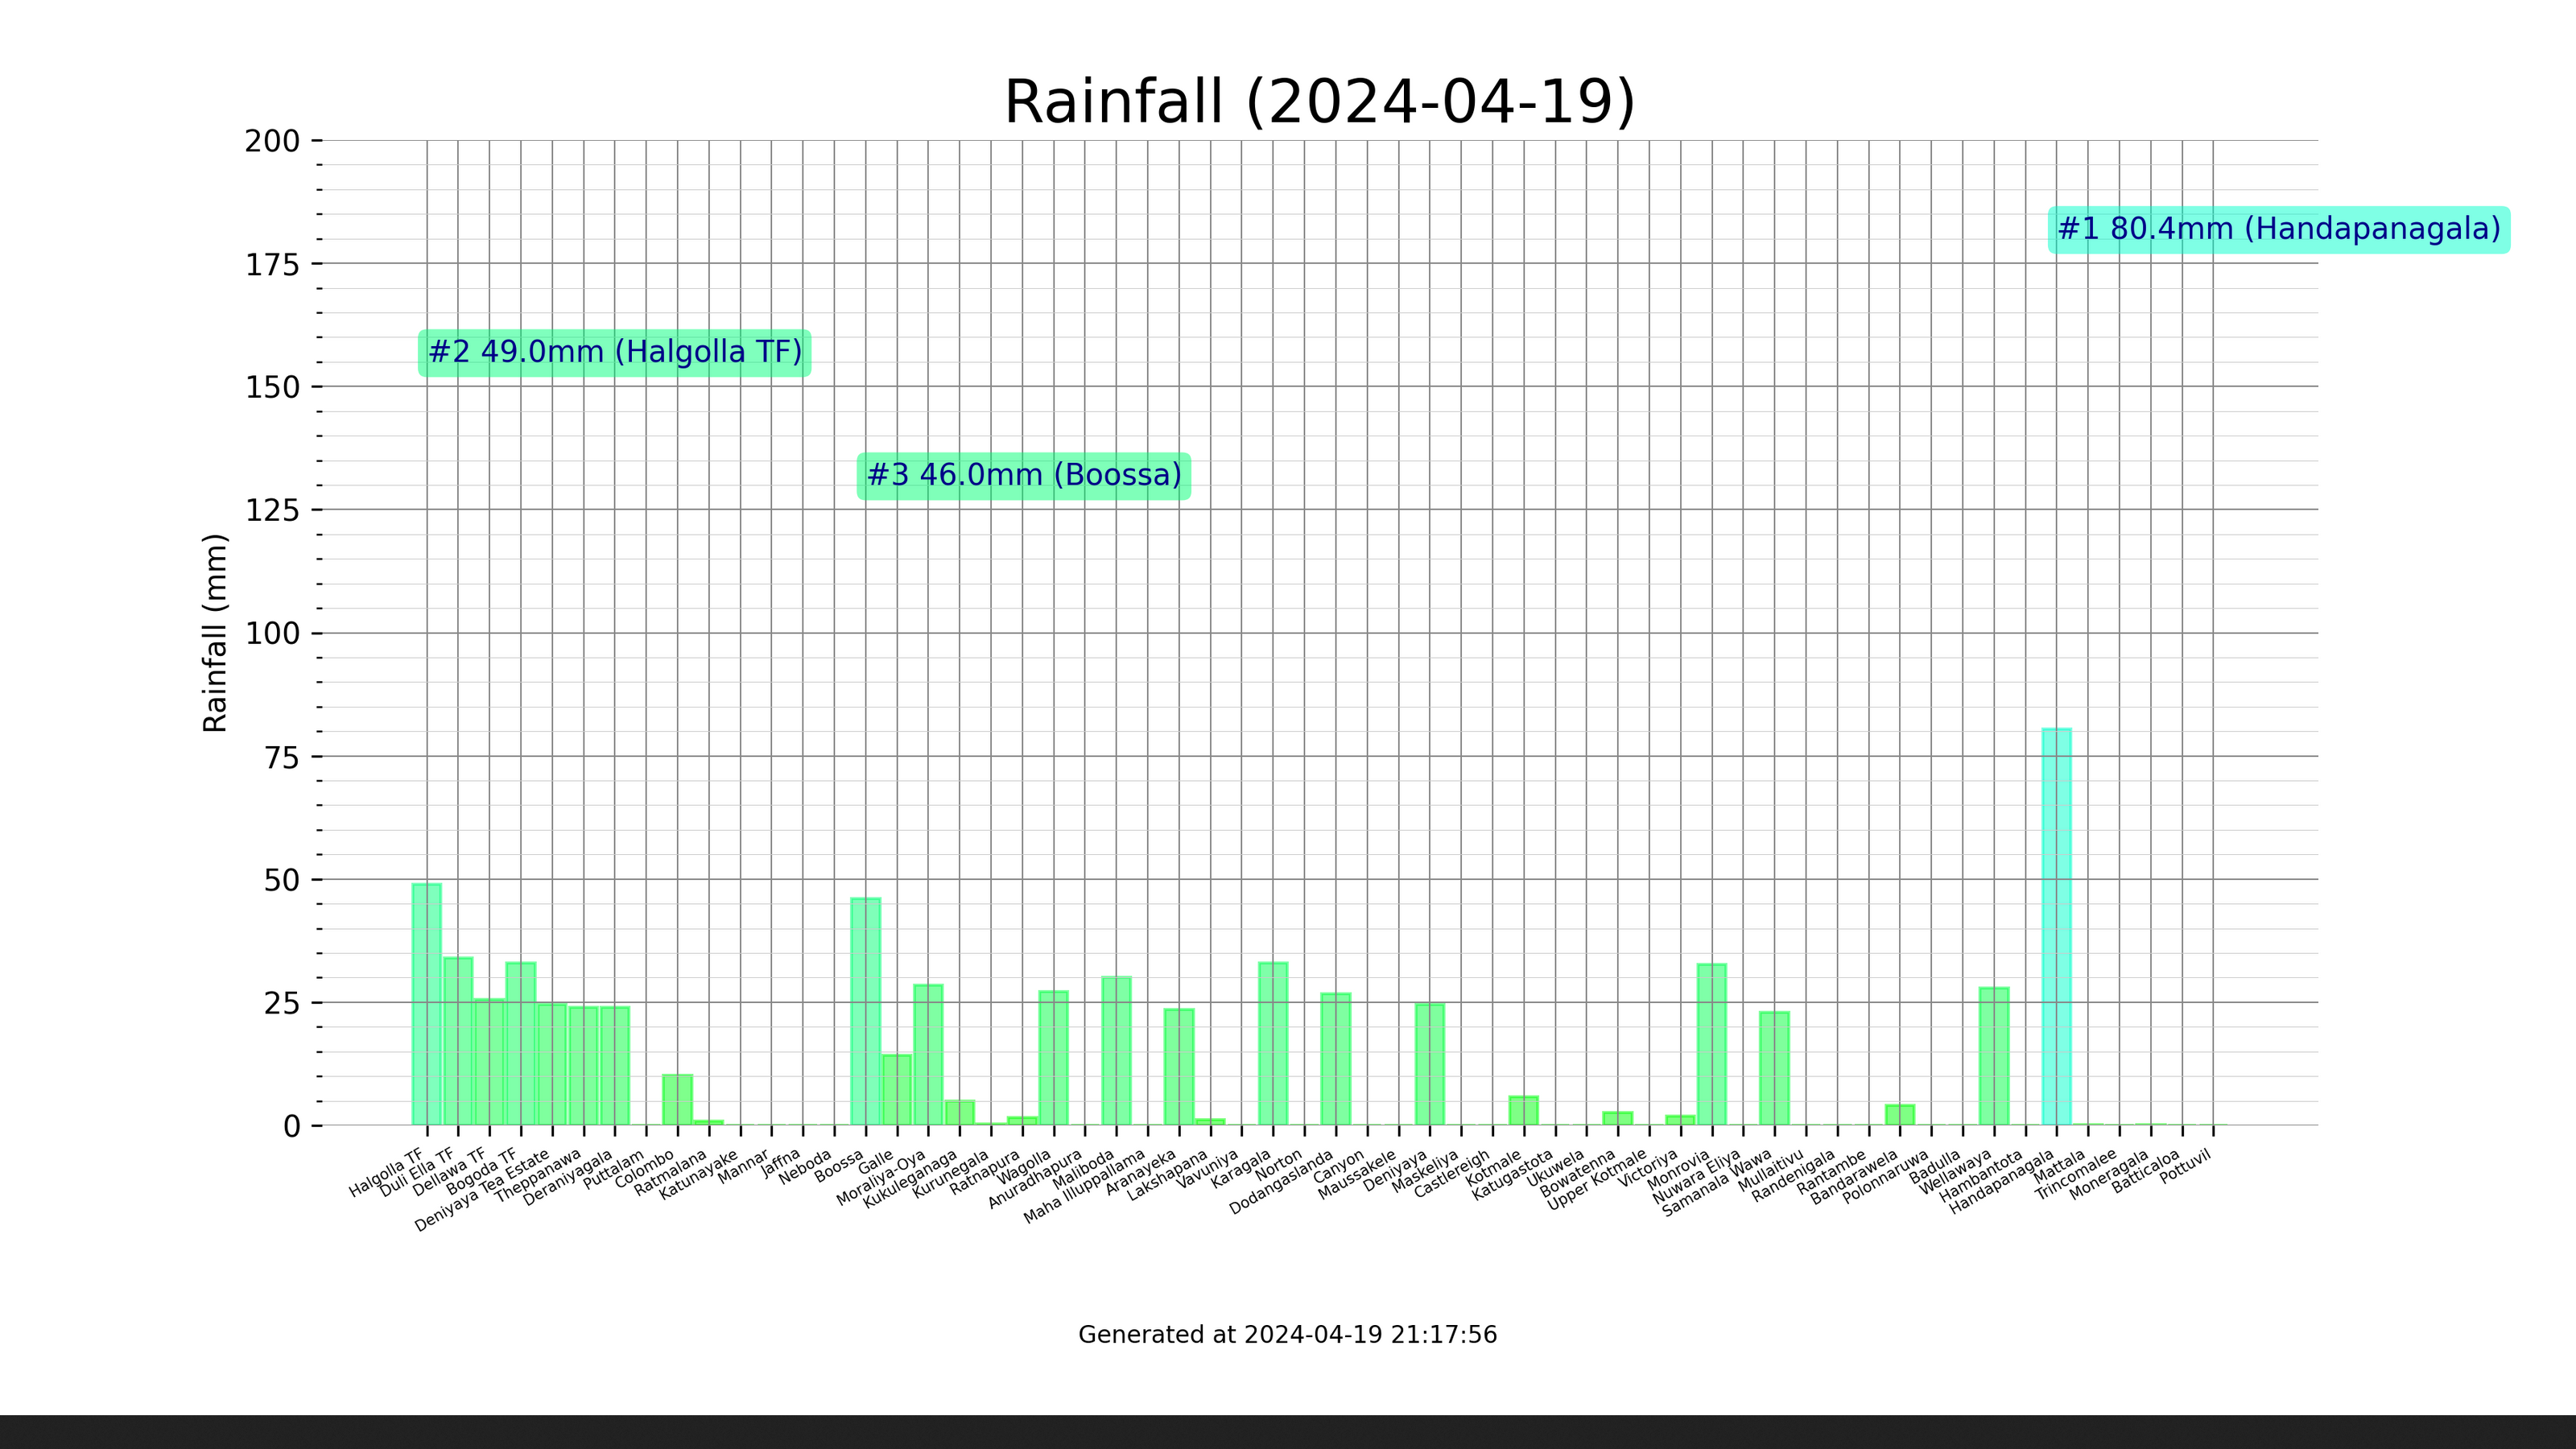 Rainfall (2024-04-19)
200
175
150
125
100
75
50
25
0
Rainfall (mm)
#1 80.4mm (Handapanagala)
#2 49.0mm (Halgolla TF)
#3 46.0mm (Boossa)
Halgolla TF
Duli Ella TF
Dellawa TF
Bogoda TF
Deniyaya Tea Estate
Theppanawa
Deraniyagala
Puttalam
Colombo
Ratmalana
Katunayake
Mannar
Jaffna
Neboda
Boossa
Galle
Moraliya-Oya
Kukuleganaga
Kurunegala
Ratnapura
Wagolla
Anuradhapura
Maliboda
Maha Illuppallama
Aranayeka
Lakshapana
Vavuniya
Karagala
Norton
Dodangaslanda
Canyon
Maussakele
Deniyaya
Maskeliya
Castlereigh
Kotmale
Katugastota
Ukuwela
Bowatenna
Upper Kotmale
Victoriya
Monrovia
Nuwara Eliya
Samanala Wawa
Mullaitivu
Randenigala
Rantambe
Bandarawela
Polonnaruwa
Badulla
Wellawaya
Hambantota
Handapanagala
Mattala
Trincomalee
Moneragala
Batticaloa
Pottuvil
Generated at 2024-04-19 21:17:56